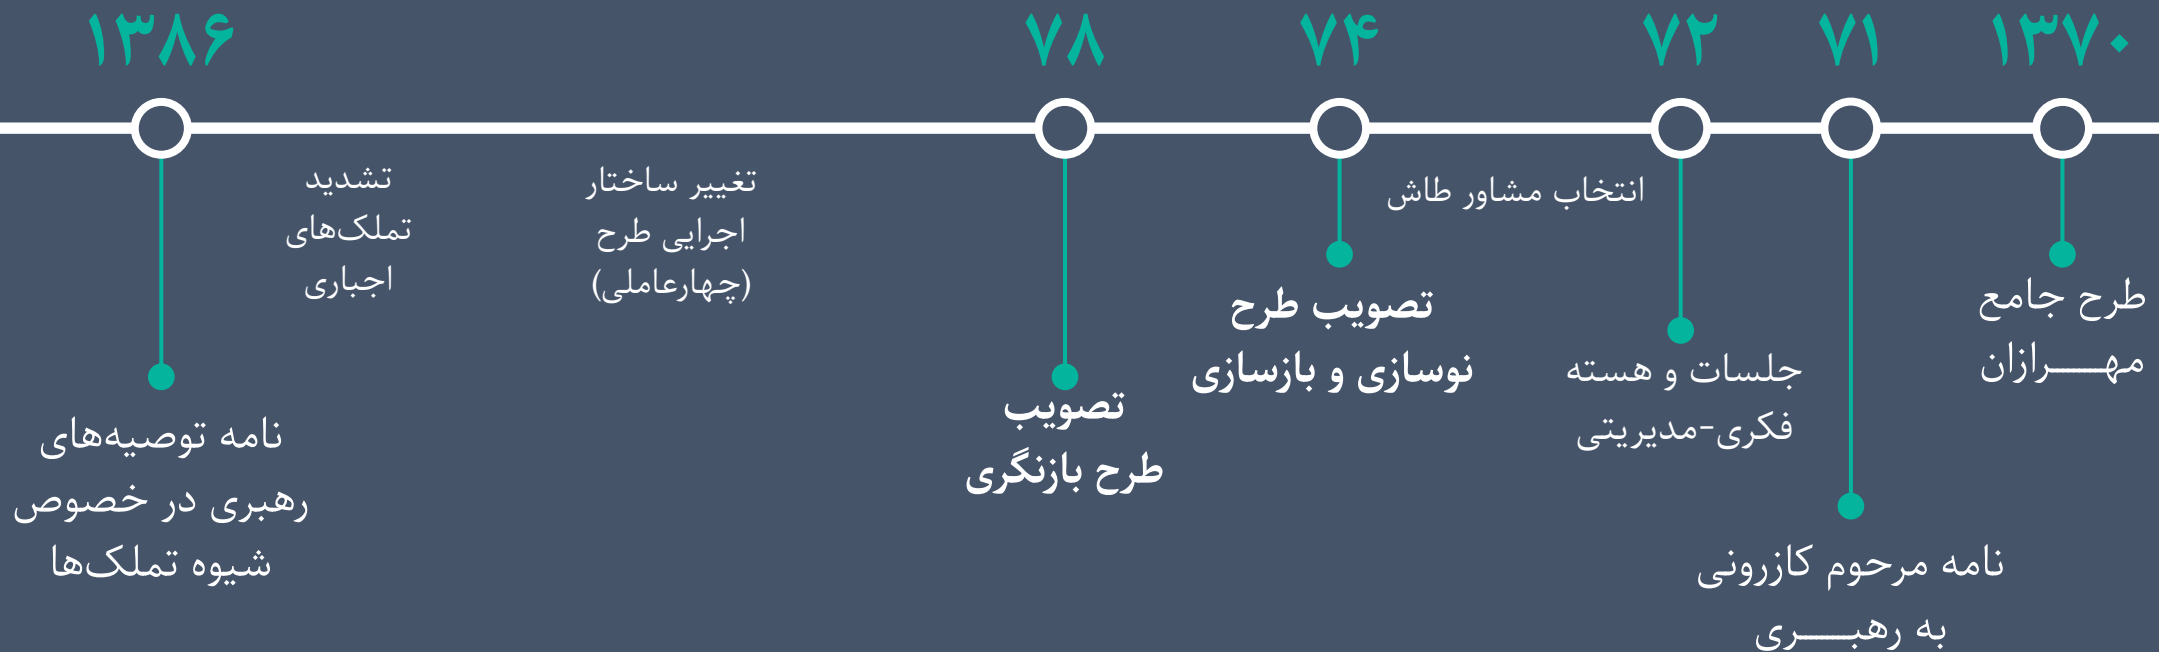 ۱۳۷۰
طرح جامع
مهـــرازان
۷۱
نامه مرحوم کازرونی
به رهبـــری
۷۲
جلسات و هسته
فکری-مدیریتی
انتخاب مشاور طاش
۷۴
تصویب طرح
نوسازی و بازسازی
۷۸
تصویب
طرح بازنگری
تغییر ساختار
اجرایی طرح
(چهارعاملی)
تشدید
تملک‌های
اجباری
۱۳۸۶
نامه توصیه‌های
رهبری در خصوص
شیوه تملک‌ها